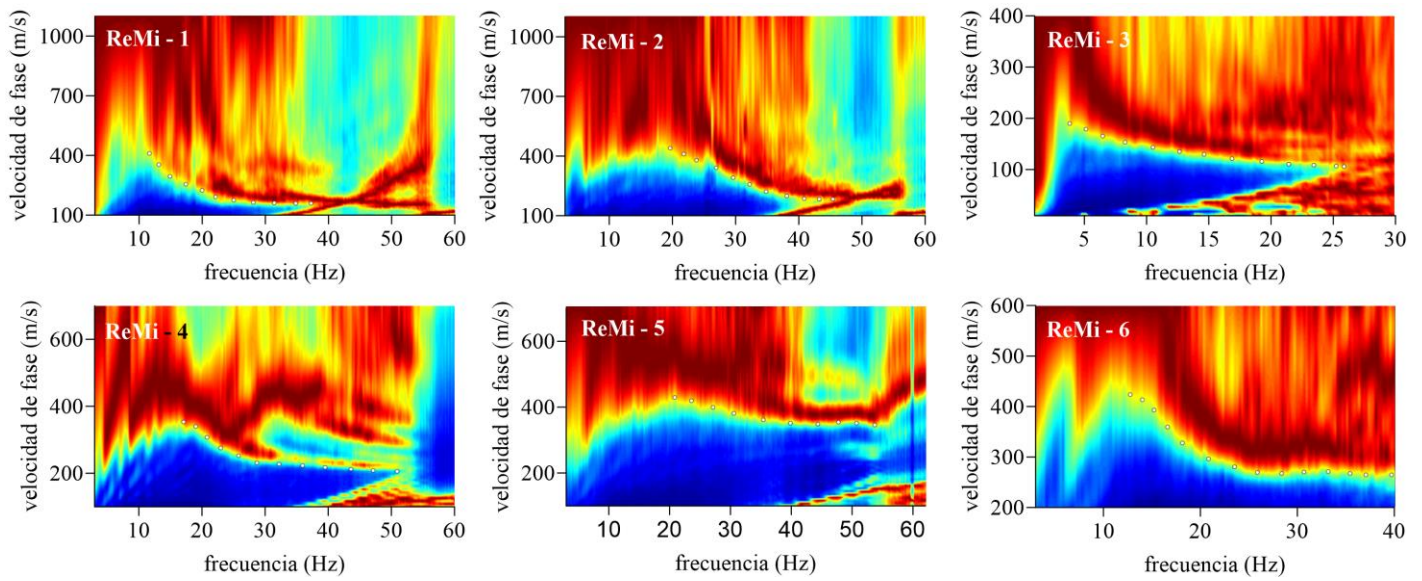 ReMi - 1
velocidad de fase (m/s)
1000
700
400
100
10 20 30 40 50 60
frecuencia (Hz)
ReMi - 2
velocidad de fase (m/s)
1000
700
400
100
10 20 30 40 50 60
frecuencia (Hz)
ReMi - 3
velocidad de fase (m/s)
400
300
200
100
5 10 15 20 25 30
frecuencia (Hz)
ReMi - 4
velocidad de fase (m/s)
600
400
200
10 20 30 40 50 60
frecuencia (Hz)
ReMi - 5
velocidad de fase (m/s)
600
400
200
10 20 30 40 50 60
frecuencia (Hz)
ReMi - 6
velocidad de fase (m/s)
600
500
400
300
200
10 20 30 40
frecuencia (Hz)